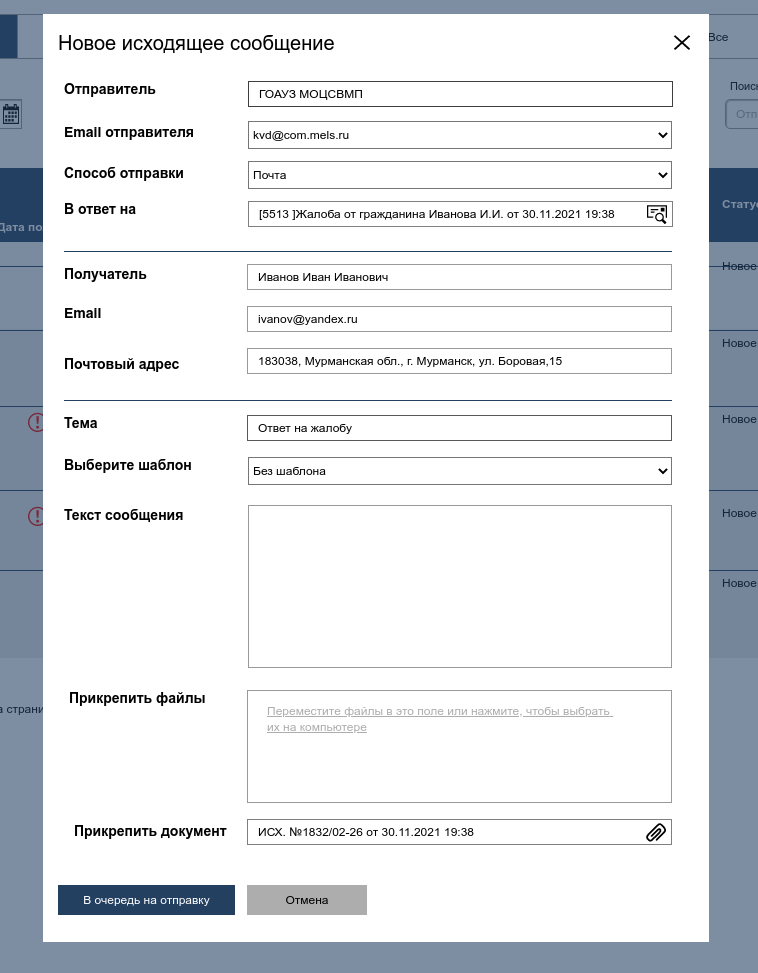 Новое исходящее сообщение
Все
Отправитель
ГОАУЗ МОЦСВМП
Поиск
Email отправителя
kvd@com.mels.ru
Способ отправки
Почта
В ответ на
[5513 ]Жалоба от гражданина Иванова И.И. от 30.11.2021 19:38
Дата по
Статус
Получатель
Иванов Иван Иванович
Новое
Email
ivanov@yandex.ru
Новое
Почтовый адрес
183038, Мурманская обл., г. Мурманск, ул. Боровая,15
Тема
Ответ на жалобу
Новое
Выберите шаблон
Без шаблона
Текст сообщения
Новое
Новое
Прикрепить файлы
Переместите файлы в это поле или нажмите, чтобы выбрать
их на компьютере
а страни
Прикрепить документ
ИСХ. №1832/02-26 от 30.11.2021 19:38
В очередь на отправку
Отмена